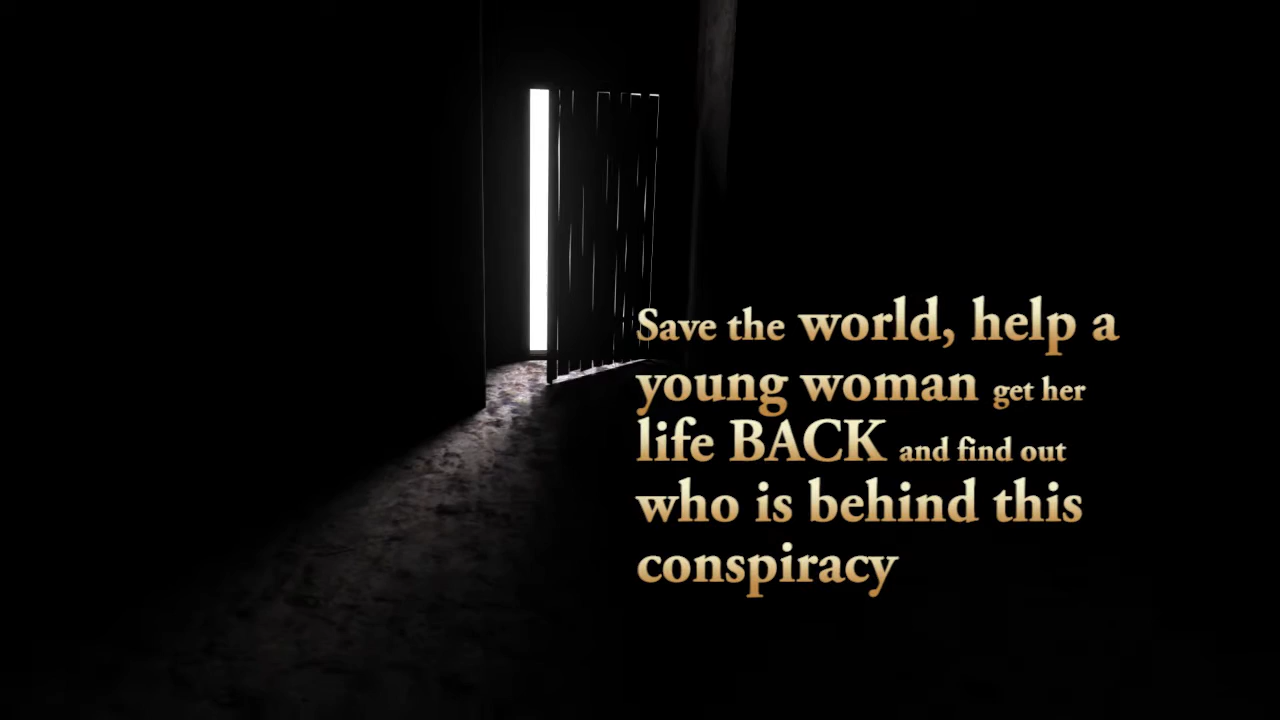 Save the world, help a
young woman get her
life BACK and find out
who is behind this
conspiracy